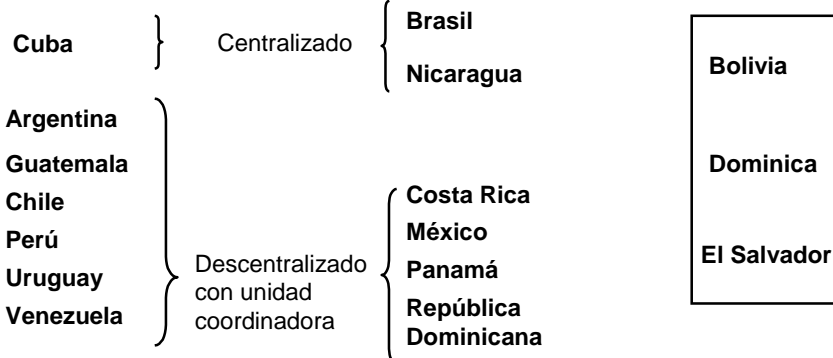 Cuba
Centralizado
Brasil
Nicaragua
Argentina
Guatemala
Chile
Perú
Uruguay
Venezuela
Descentralizado
con unidad
coordinadora
Costa Rica
México
Panamá
República
Dominicana
Bolivia
Dominica
El Salvador